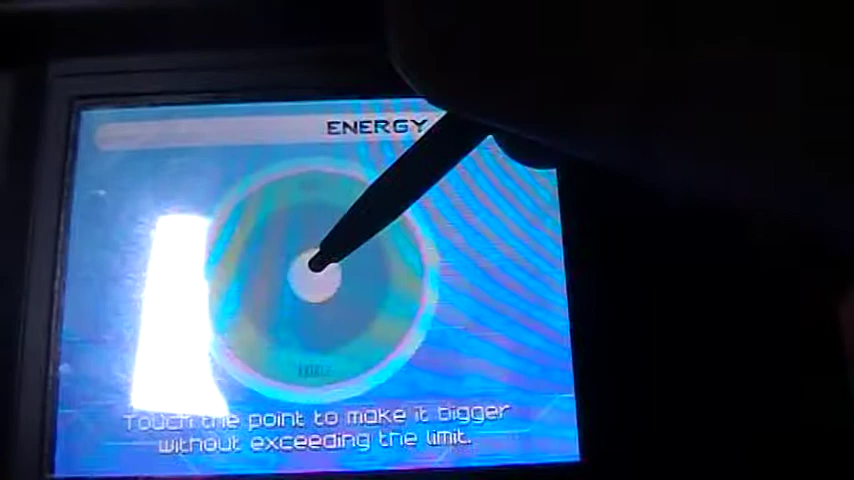 ENERGY
Touch the point to make it bigger
without exceeding the limit.